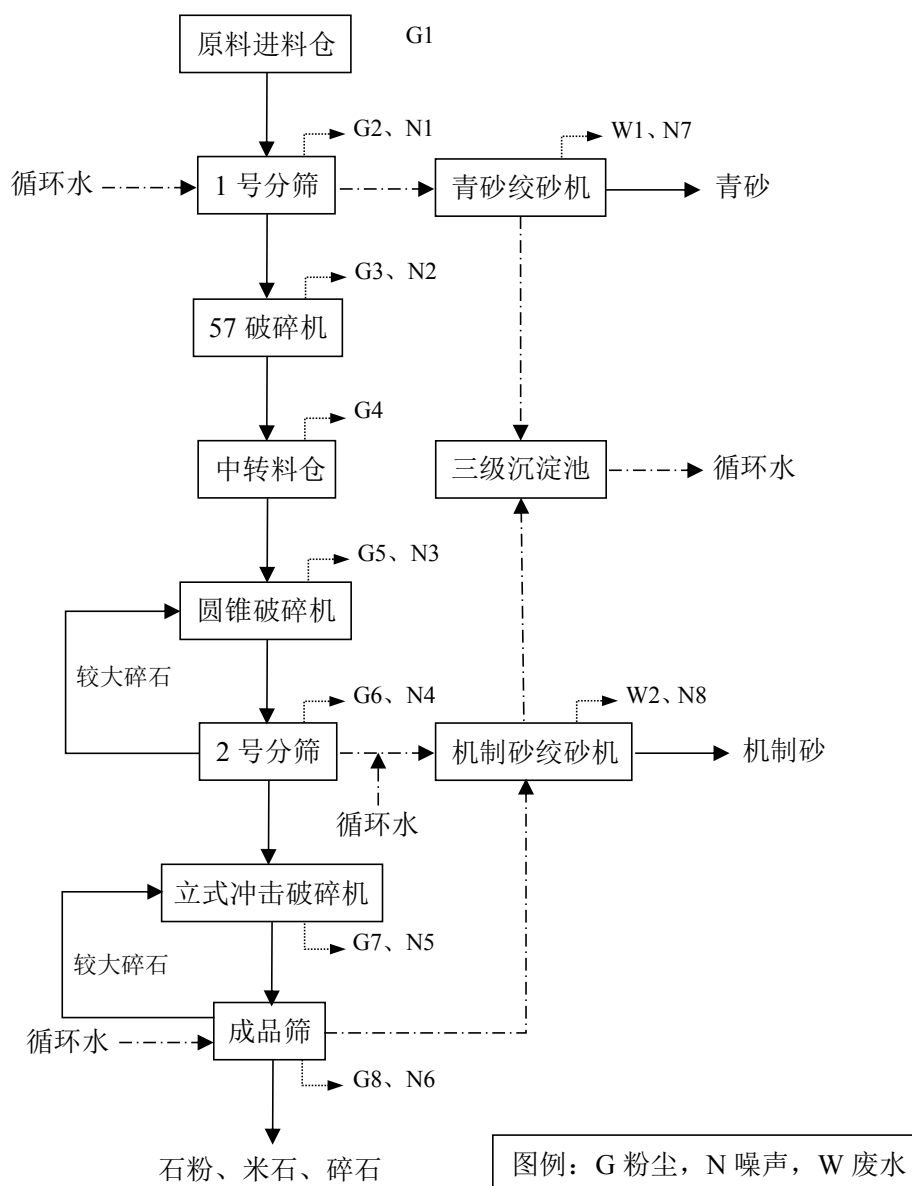 原料进料仓
G1
G2、N1
W1、N7
循环水
1 号分筛
青砂绞砂机
青砂
G3、N2
57 破碎机
G4
中转料仓
三级沉淀池
循环水
G5、N3
圆锥破碎机
较大碎石
G6、N4
W2、N8
2 号分筛
机制砂绞砂机
机制砂
循环水
立式冲击破碎机
G7、N5
较大碎石
循环水
成品筛
G8、N6
石粉、米石、碎石
图例：G 粉尘，N 噪声，W 废水